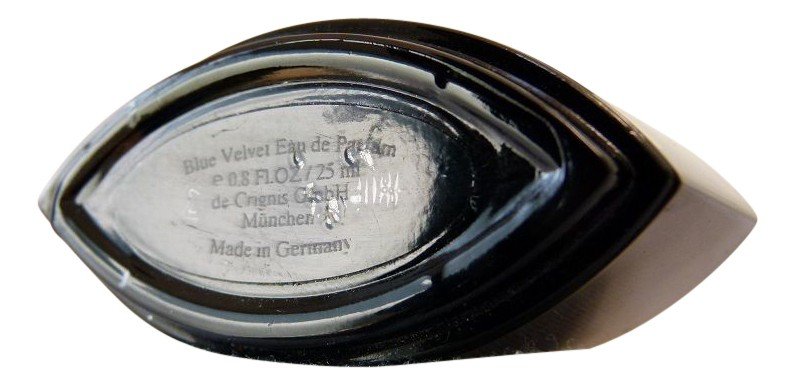 Blue Velvet Eau de Parfum
e 0.8 FL.OZ / 25 ml
de Crignis GmbH
München
Made in Germany